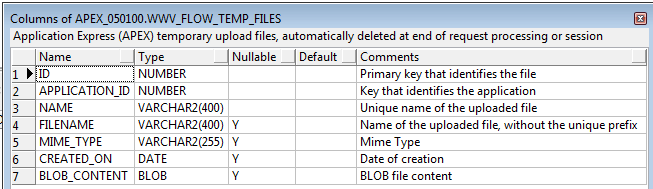 Columns of APEX_050100.WWV_FLOW_TEMP_FILES
Application Express (APEX) temporary upload files, automatically deleted at end of request processing or session
Name Type Nullable Default Comments
1 ID NUMBER Primary key that identifies the file
2 APPLICATION_ID NUMBER Key that identifies the application
3 NAME VARCHAR2(400) Unique name of the uploaded file
4 FILENAME VARCHAR2(400) Y Name of the uploaded file, without the unique prefix
5 MIME_TYPE VARCHAR2(255) Y Mime Type
6 CREATED_ON DATE Y Date of creation
7 BLOB_CONTENT BLOB Y BLOB file content